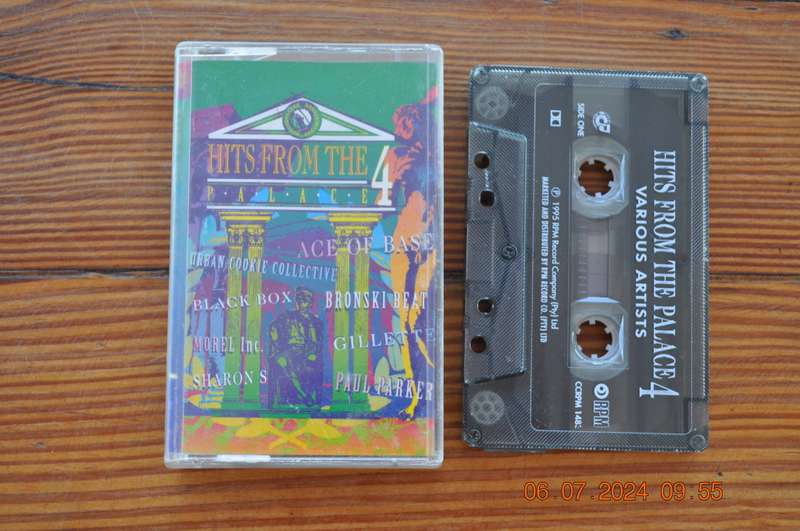 HITS FROM THE
4
P·A·L·A·C·E
ACE OF BASE
URBAN COOKIE COLLECTIVE
BLACK BOX
BRONSKI BEAT
MOREL Inc.
GILLETTE
SHARON S
PAUL PARKER
HITS FROM THE PALACE 4
VARIOUS ARTISTS
SIDE ONE
℗ 1995 RPM Record Company (Pty) Ltd
MARKETED AND DISTRIBUTED BY RPM RECORD CO. (PTY) LTD
RPM
CCRPM 148
06.07.2024 09:55